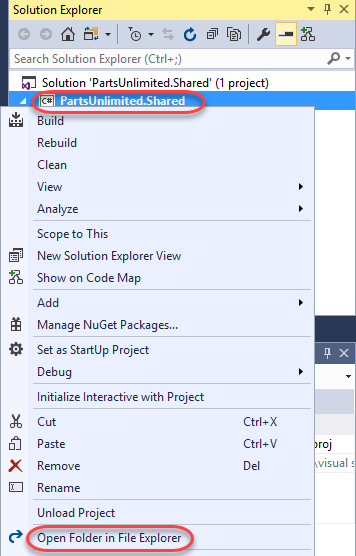 Solution Explorer
Search Solution Explorer (Ctrl+;)
Solution 'PartsUnlimited.Shared' (1 project)
C# PartsUnlimited.Shared
Build
Rebuild
Clean
View
Analyze
Scope to This
New Solution Explorer View
Show on Code Map
Add
Manage NuGet Packages...
Set as StartUp Project
Debug
Initialize Interactive with Project
Cut Ctrl+X
Paste Ctrl+V
Remove Del
Rename
Unload Project
Open Folder in File Explorer
proj
\visual s